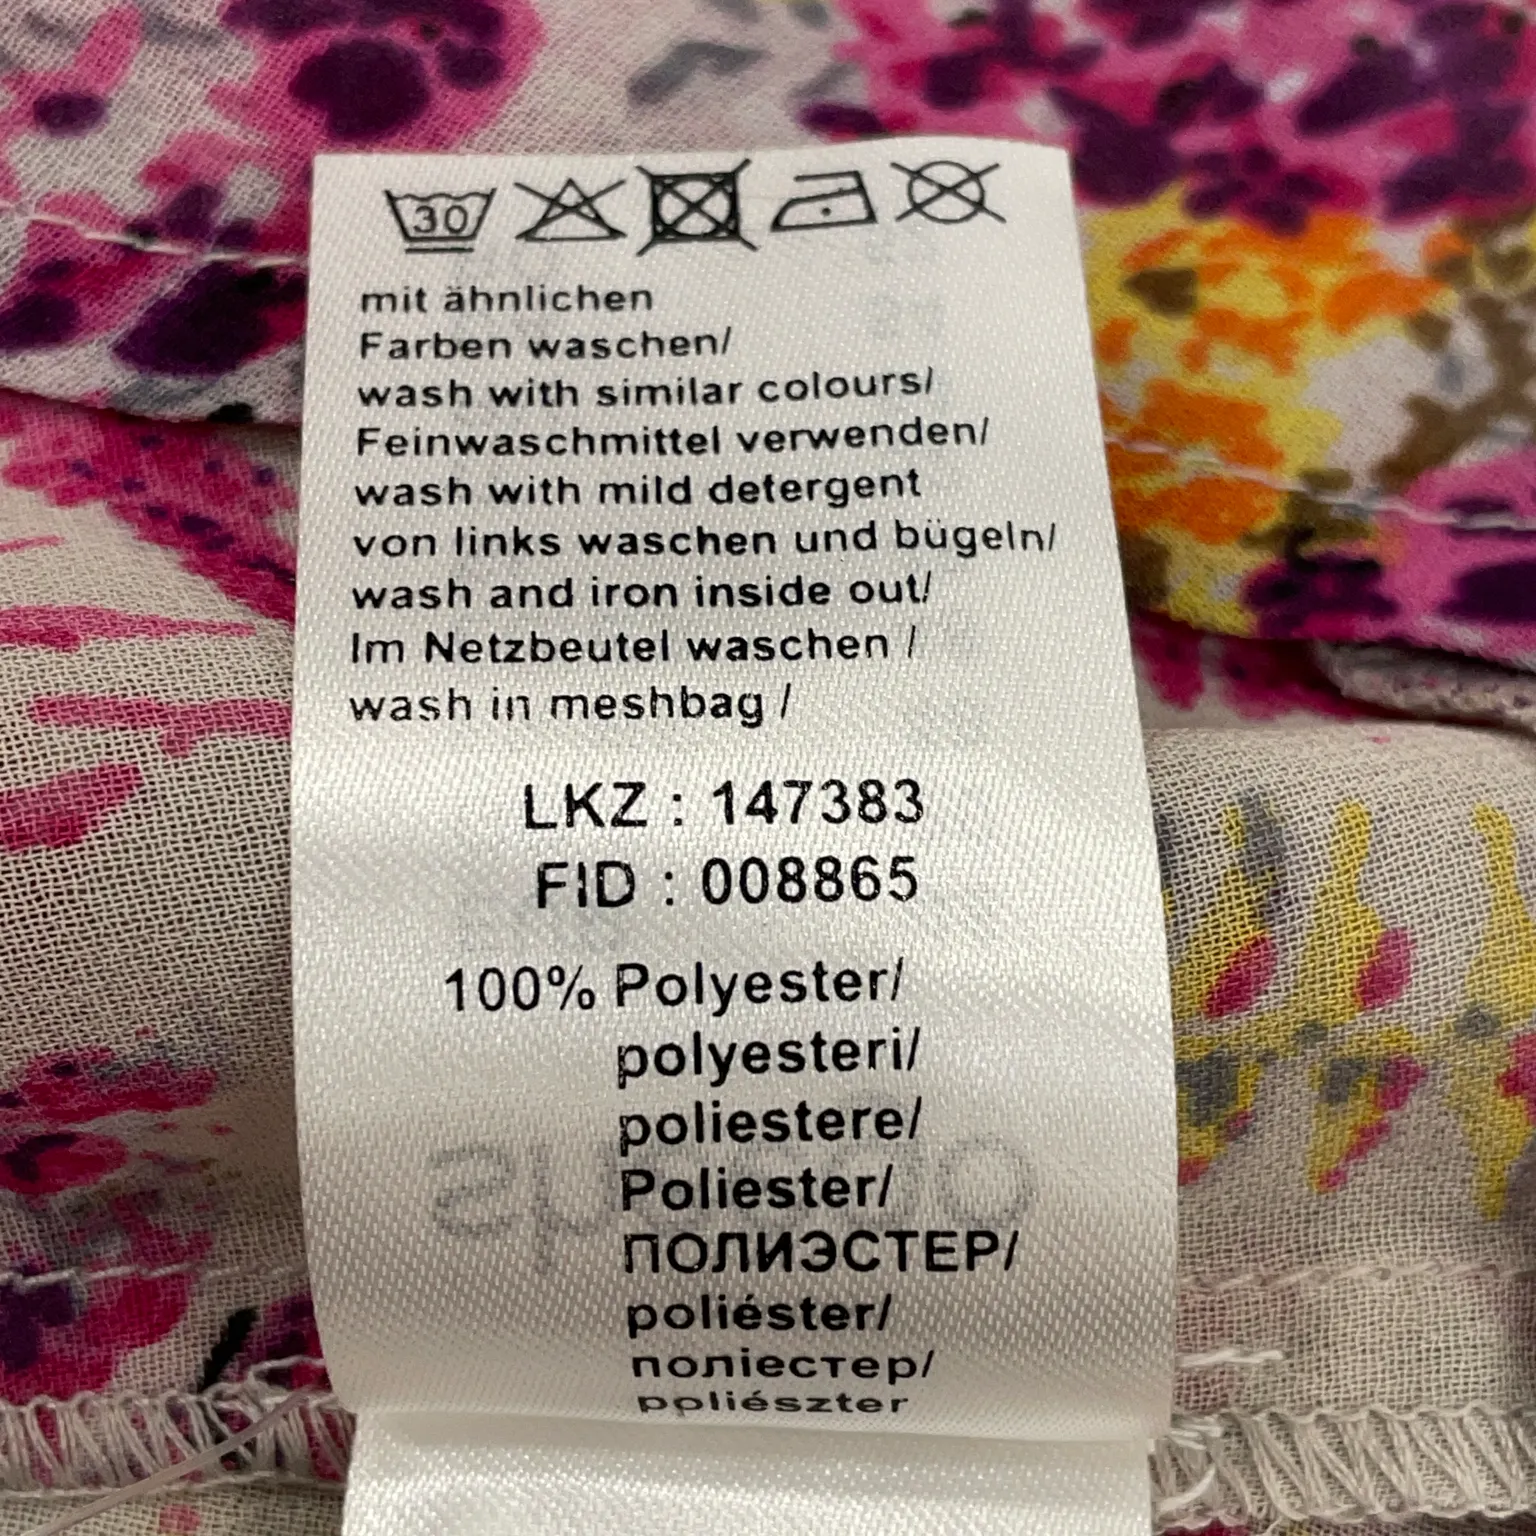 30
mit ähnlichen
Farben waschen/
wash with similar colours/
Feinwaschmittel verwenden/
wash with mild detergent
von links waschen und bügeln/
wash and iron inside out/
Im Netzbeutel waschen /
wash in meshbag /
LKZ : 147383
FID : 008865
100% Polyester/
polyesteri/
poliestere/
Poliester/
ПОЛИЭСТЕР/
poliéster/
поліестер/
poliészter